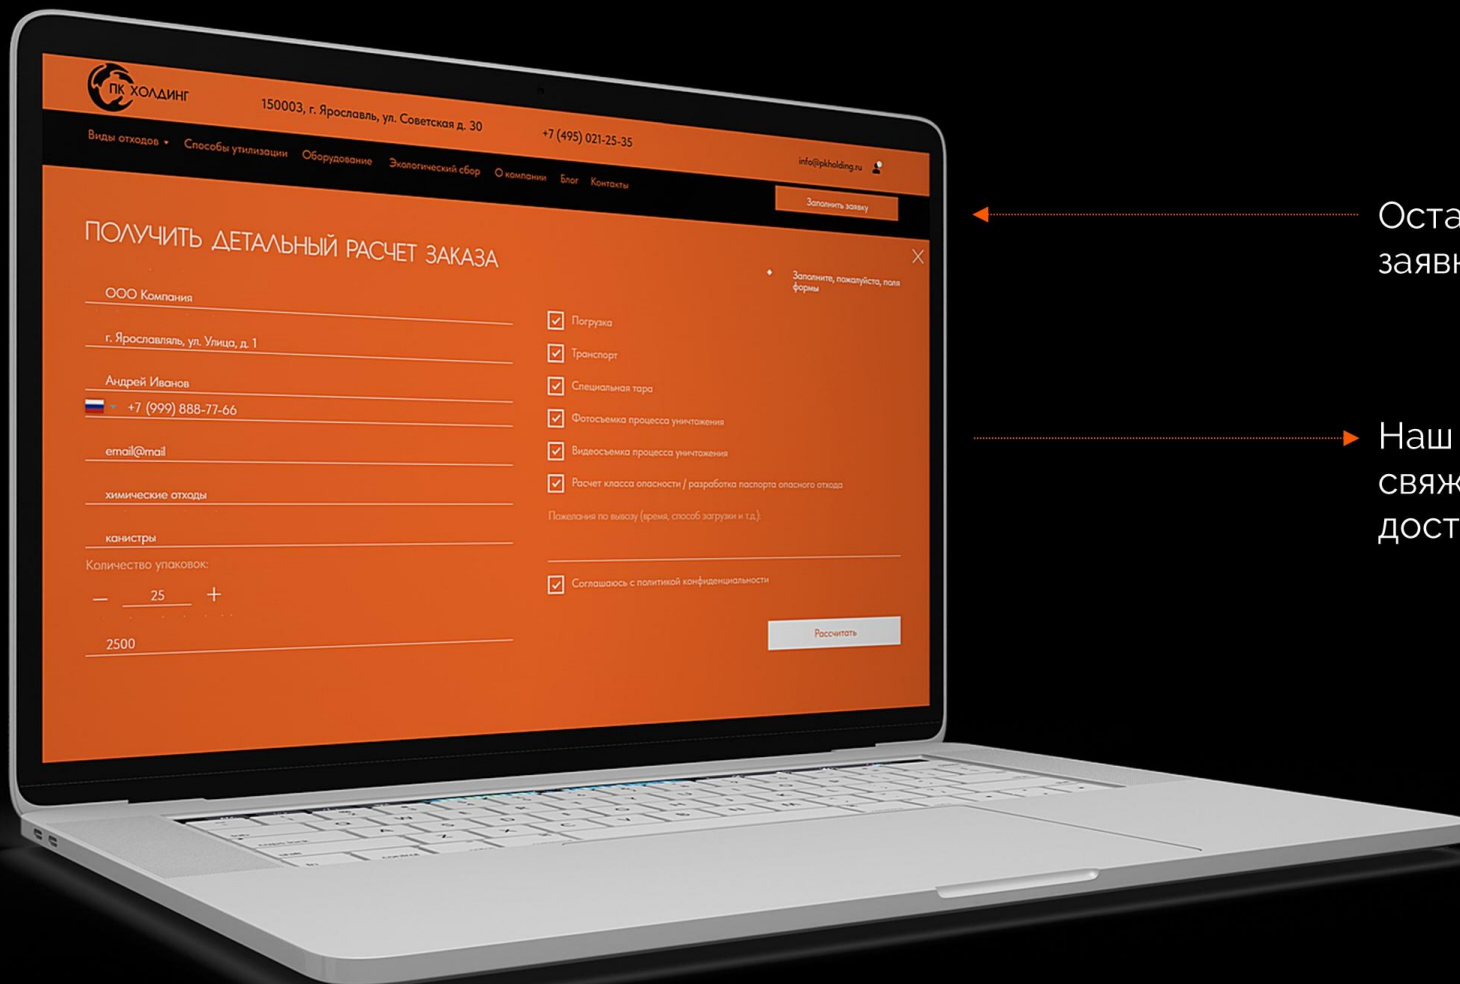 ПК ХОЛДИНГ
150003, г. Ярославль, ул. Советская д. 30
+7 (495) 021-25-35
info@pkholding.ru
Виды отходов
Способы утилизации
Оборудование
Экологический сбор
О компании
Блог
Контакты
Заполнить заявку
ПОЛУЧИТЬ ДЕТАЛЬНЫЙ РАСЧЕТ ЗАКАЗА
Заполните, пожалуйста, поля
формы
ООО Компания
г. Ярославляль, ул. Улица, д. 1
Андрей Иванов
+7 (999) 888-77-66
email@mail
химические отходы
канистры
Количество упаковок:
— 25 +
2500
Погрузка
Транспорт
Специальная тара
Фотосъемка процесса уничтожения
Видеосъемка процесса уничтожения
Расчет класса опасности / разработка паспорта опасного отхода
Пожелания по вывозу (время, способ загрузки и т.д.):
Соглашаюсь с политикой конфиденциальности
Рассчитать
Оста
заявк
Наш
свяж
дост